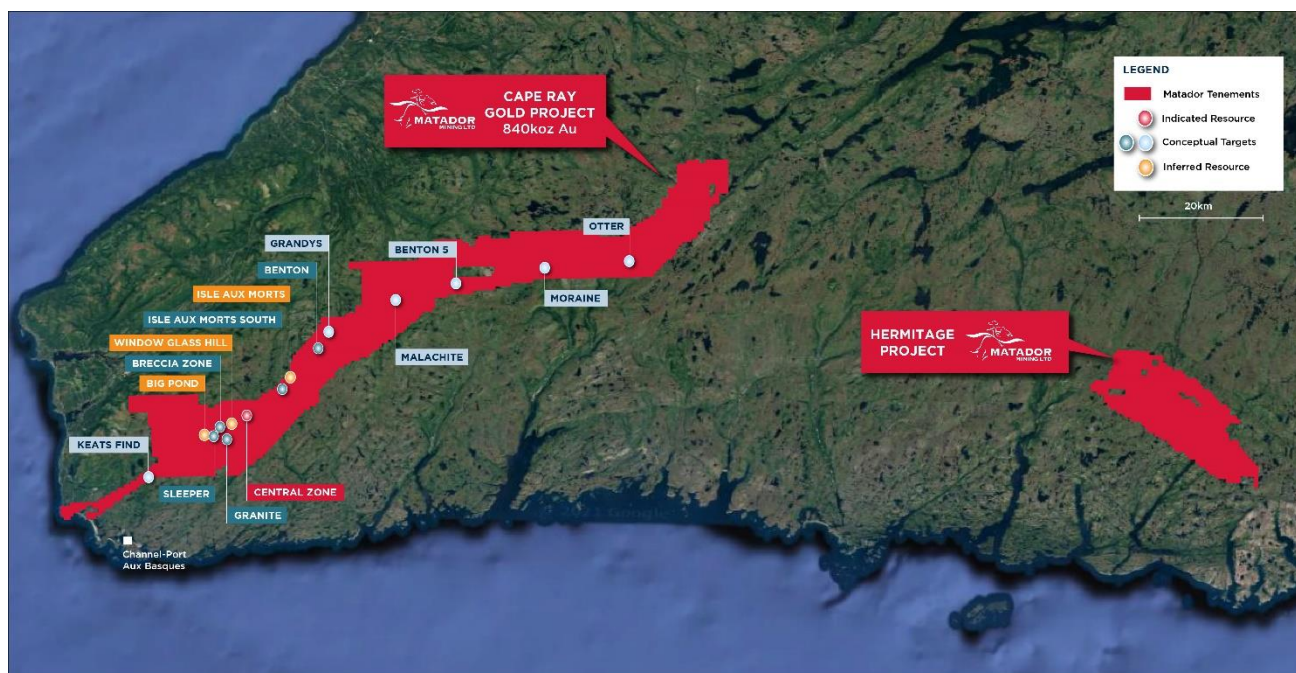 MATADOR
MINING LTD
CAPE RAY
GOLD PROJECT
840koz Au
LEGEND
Matador Tenements
Indicated Resource
Conceptual Targets
Inferred Resource
20km
OTTER
GRANDYS
BENTON 5
BENTON
ISLE AUX MORTS
MORAINE
ISLE AUX MORTS SOUTH
WINDOW GLASS HILL
MALACHITE
BRECCIA ZONE
BIG POND
HERMITAGE
PROJECT
MATADOR
MINING LTD
KEATS FIND
SLEEPER
CENTRAL ZONE
GRANITE
Channel-Port
Aux Basques